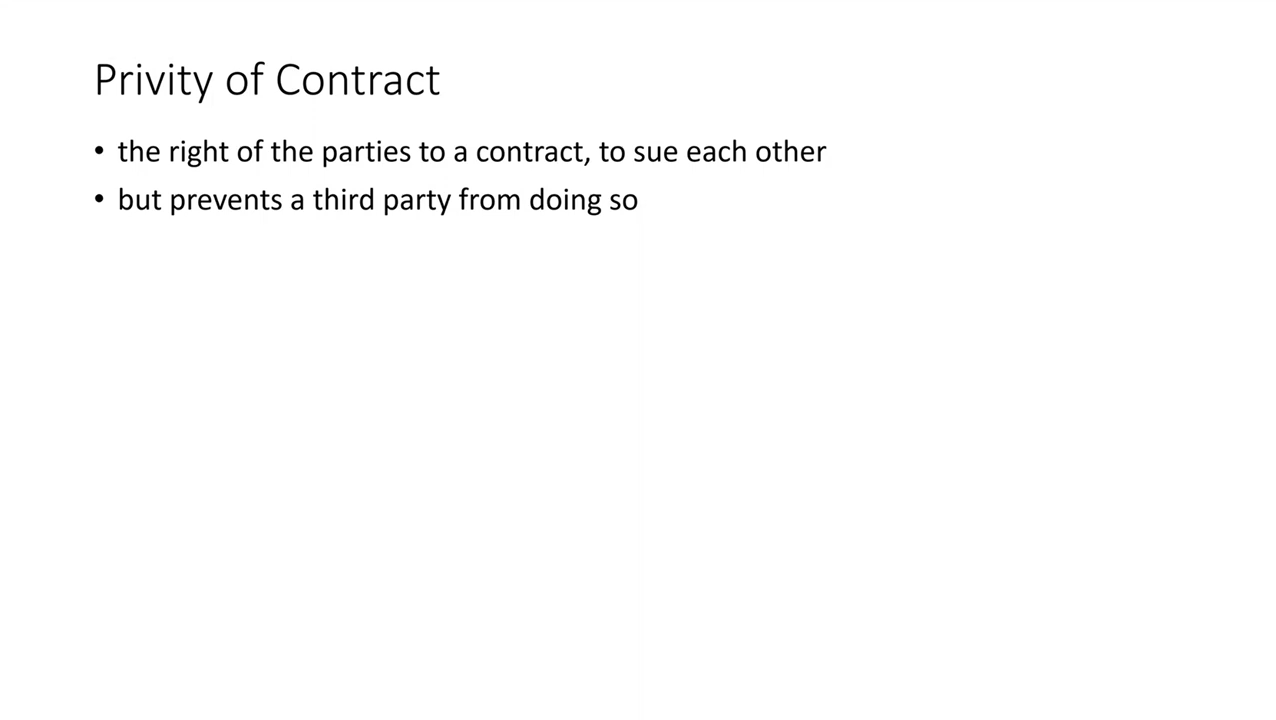 Privity of Contract
• the right of the parties to a contract, to sue each other
• but prevents a third party from doing so